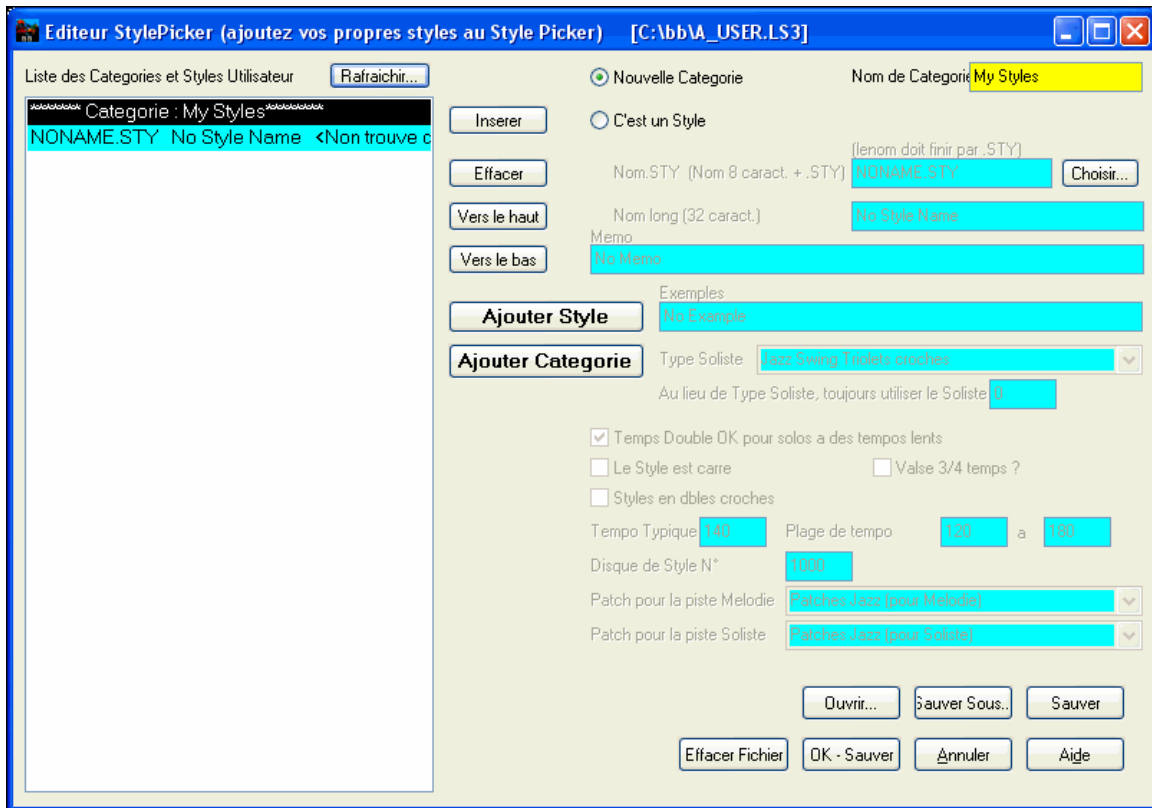 Editeur StylePicker (ajoutez vos propres styles au Style Picker) [C:\bb\A_USER.LS3]
Liste des Categories et Styles Utilisateur
Rafraichir...
******** Categorie : My Styles*********
NONAME.STY No Style Name <Non trouve c
Inserer
Effacer
Vers le haut
Vers le bas
Ajouter Style
Ajouter Categorie
Nouvelle Categorie
Nom de Categorie My Styles
C'est un Style
(lenom doit finir par .STY)
Nom.STY (Nom 8 caract. + .STY) NONAME.STY Choisir...
Nom long (32 caract.) No Style Name
Memo
No Memo
Exemples
No Example
Type Soliste Jazz Swing Triolets croches
Au lieu de Type Soliste, toujours utiliser le Soliste 0
Temps Double OK pour solos a des tempos lents
Le Style est carre Valse 3/4 temps ?
Styles en dbles croches
Tempo Typique 140 Plage de tempo 120 a 180
Disque de Style N° 1000
Patch pour la piste Melodie Patches Jazz (pour Melodie)
Patch pour la piste Soliste Patches Jazz (pour Soliste)
Ouvrir... Sauver Sous.. Sauver
Effacer Fichier OK - Sauver Annuler Aide